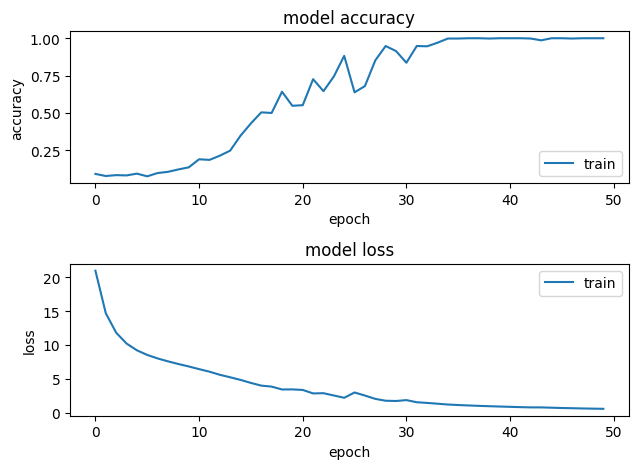 model accuracy
1.00
0.75
0.50
0.25
accuracy
train
0 10 20 30 40 50
epoch
model loss
20
15
10
5
0
loss
train
0 10 20 30 40 50
epoch